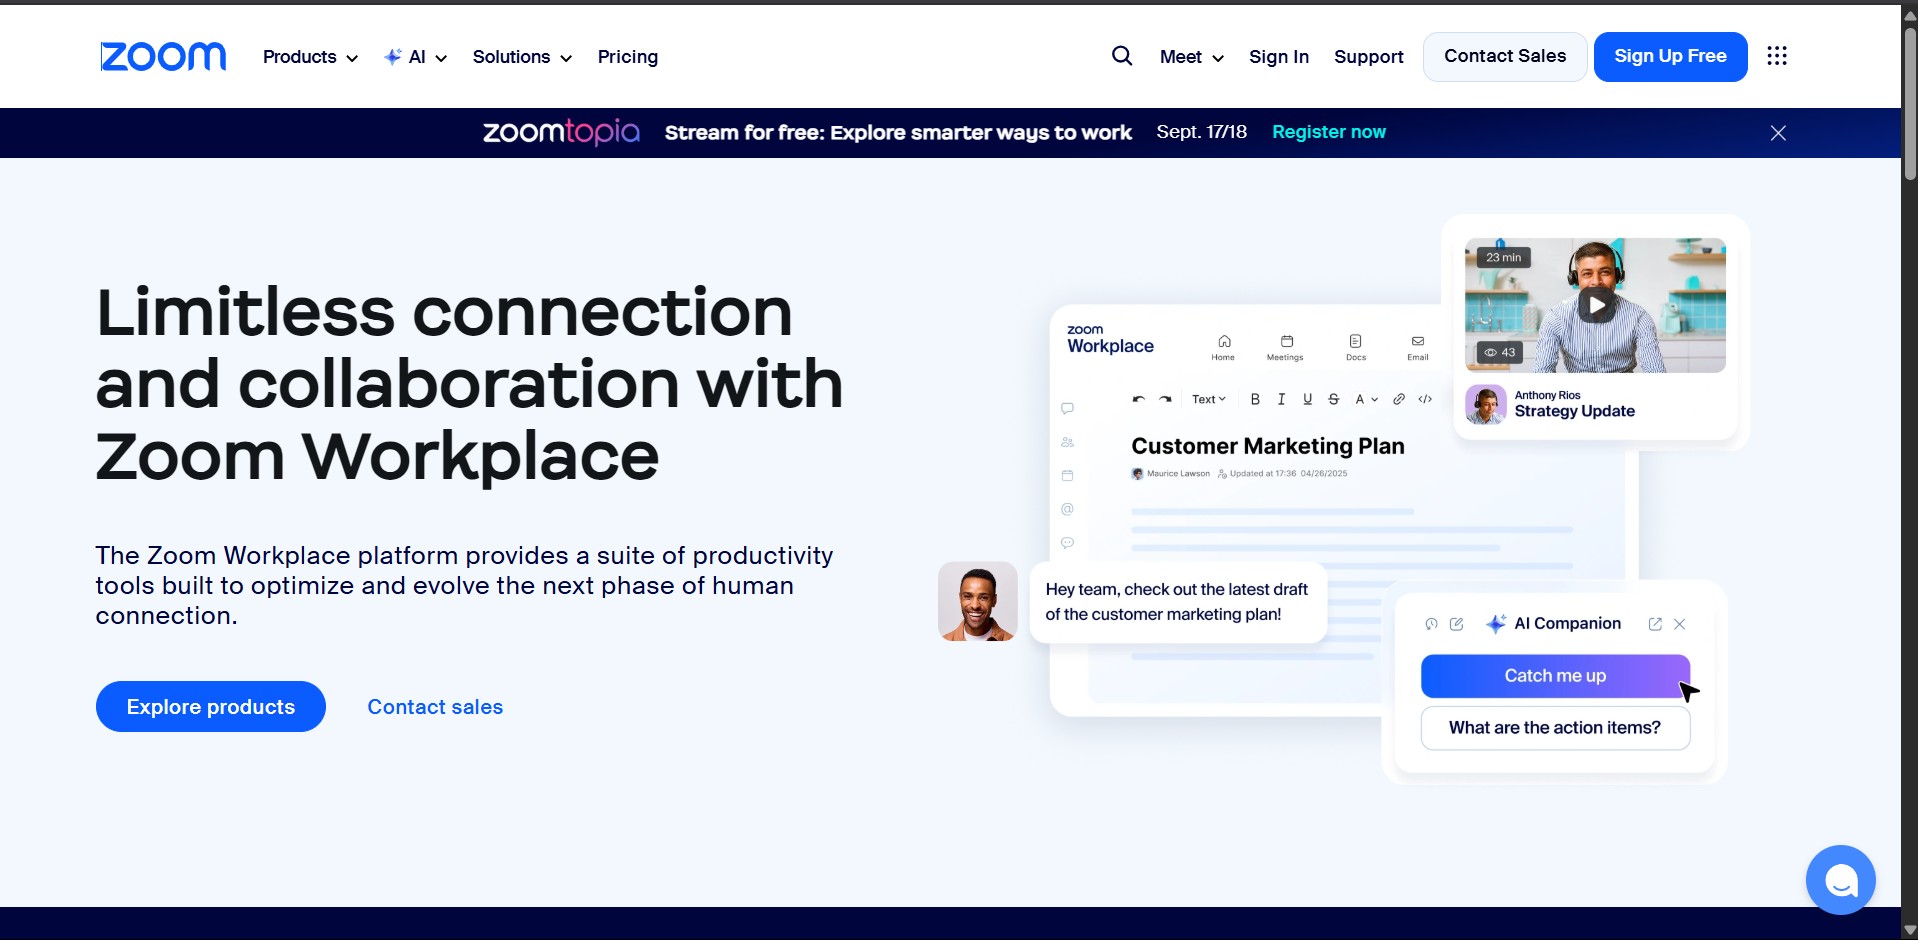 zoom
Products
AI
Solutions
Pricing
Meet
Sign In
Support
Contact Sales
Sign Up Free
zoomtopia
Stream for free: Explore smarter ways to work
Sept. 17/18
Register now
Limitless connection
and collaboration with
Zoom Workplace
The Zoom Workplace platform provides a suite of productivity
tools built to optimize and evolve the next phase of human
connection.
Explore products
Contact sales
zoom
Workplace
Home
Meetings
Docs
Email
23 min
43
Anthony Rios
Strategy Update
Text
B I U S A </>
Customer Marketing Plan
Maurice Lawson
Updated at 17:36 04/26/2025
@
Hey team, check out the latest draft
of the customer marketing plan!
AI Companion
Catch me up
What are the action items?